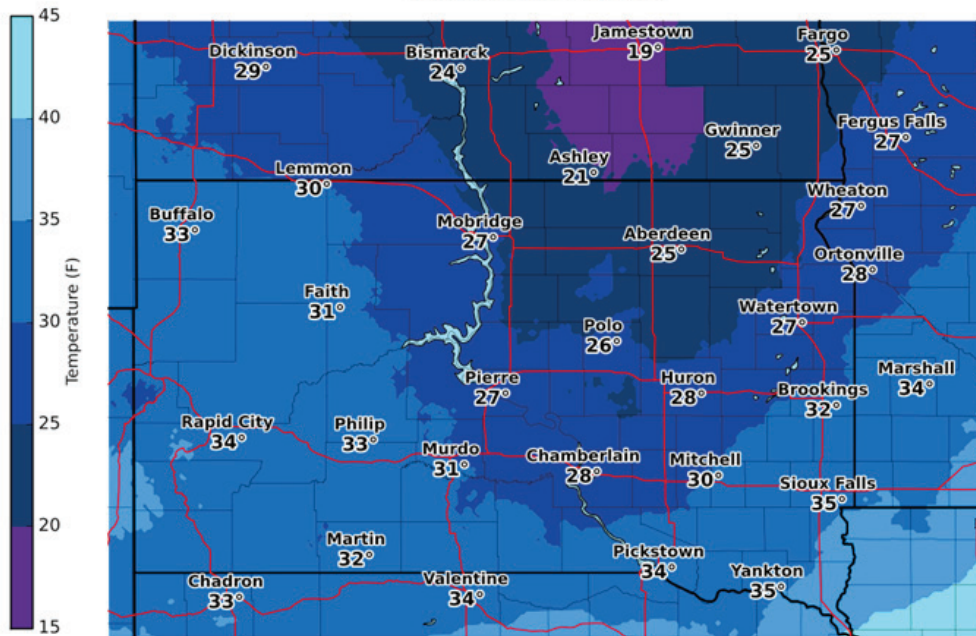 45
40
35
30
25
20
15
Temperature (F)
Dickinson
29°
Bismarck
24°
Jamestown
19°
Fargo
25°
Gwinner
25°
Fergus Falls
27°
Ashley
21°
Lemmon
30°
Wheaton
27°
Buffalo
33°
Mobridge
27°
Aberdeen
25°
Ortonville
28°
Faith
31°
Polo
26°
Watertown
27°
Marshall
34°
Pierre
27°
Huron
28°
Brookings
32°
Rapid City
34°
Philip
33°
Murdo
31°
Chamberlain
28°
Mitchell
30°
Sioux Falls
35°
Martin
32°
Pickstown
34°
Yankton
35°
Chadron
33°
Valentine
34°